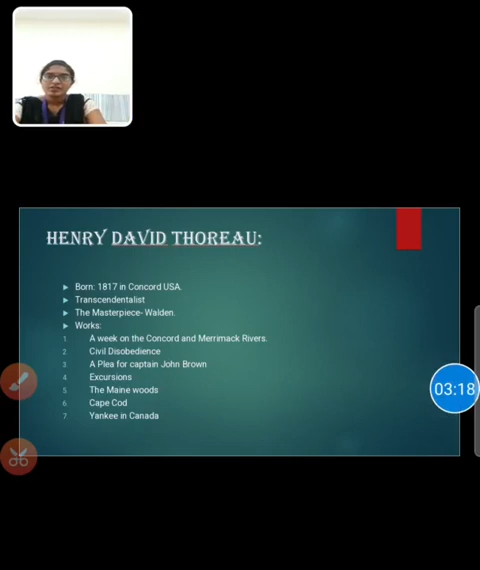 HENRY DAVID THOREAU:
Born: 1817 in Concord USA.
Transcendentalist
The Masterpiece- Walden.
Works:
1. A week on the Concord and Merrimack Rivers.
2. Civil Disobedience
3. A Plea for captain John Brown
4. Excursions
5. The Maine woods
6. Cape Cod
7. Yankee in Canada
03:18